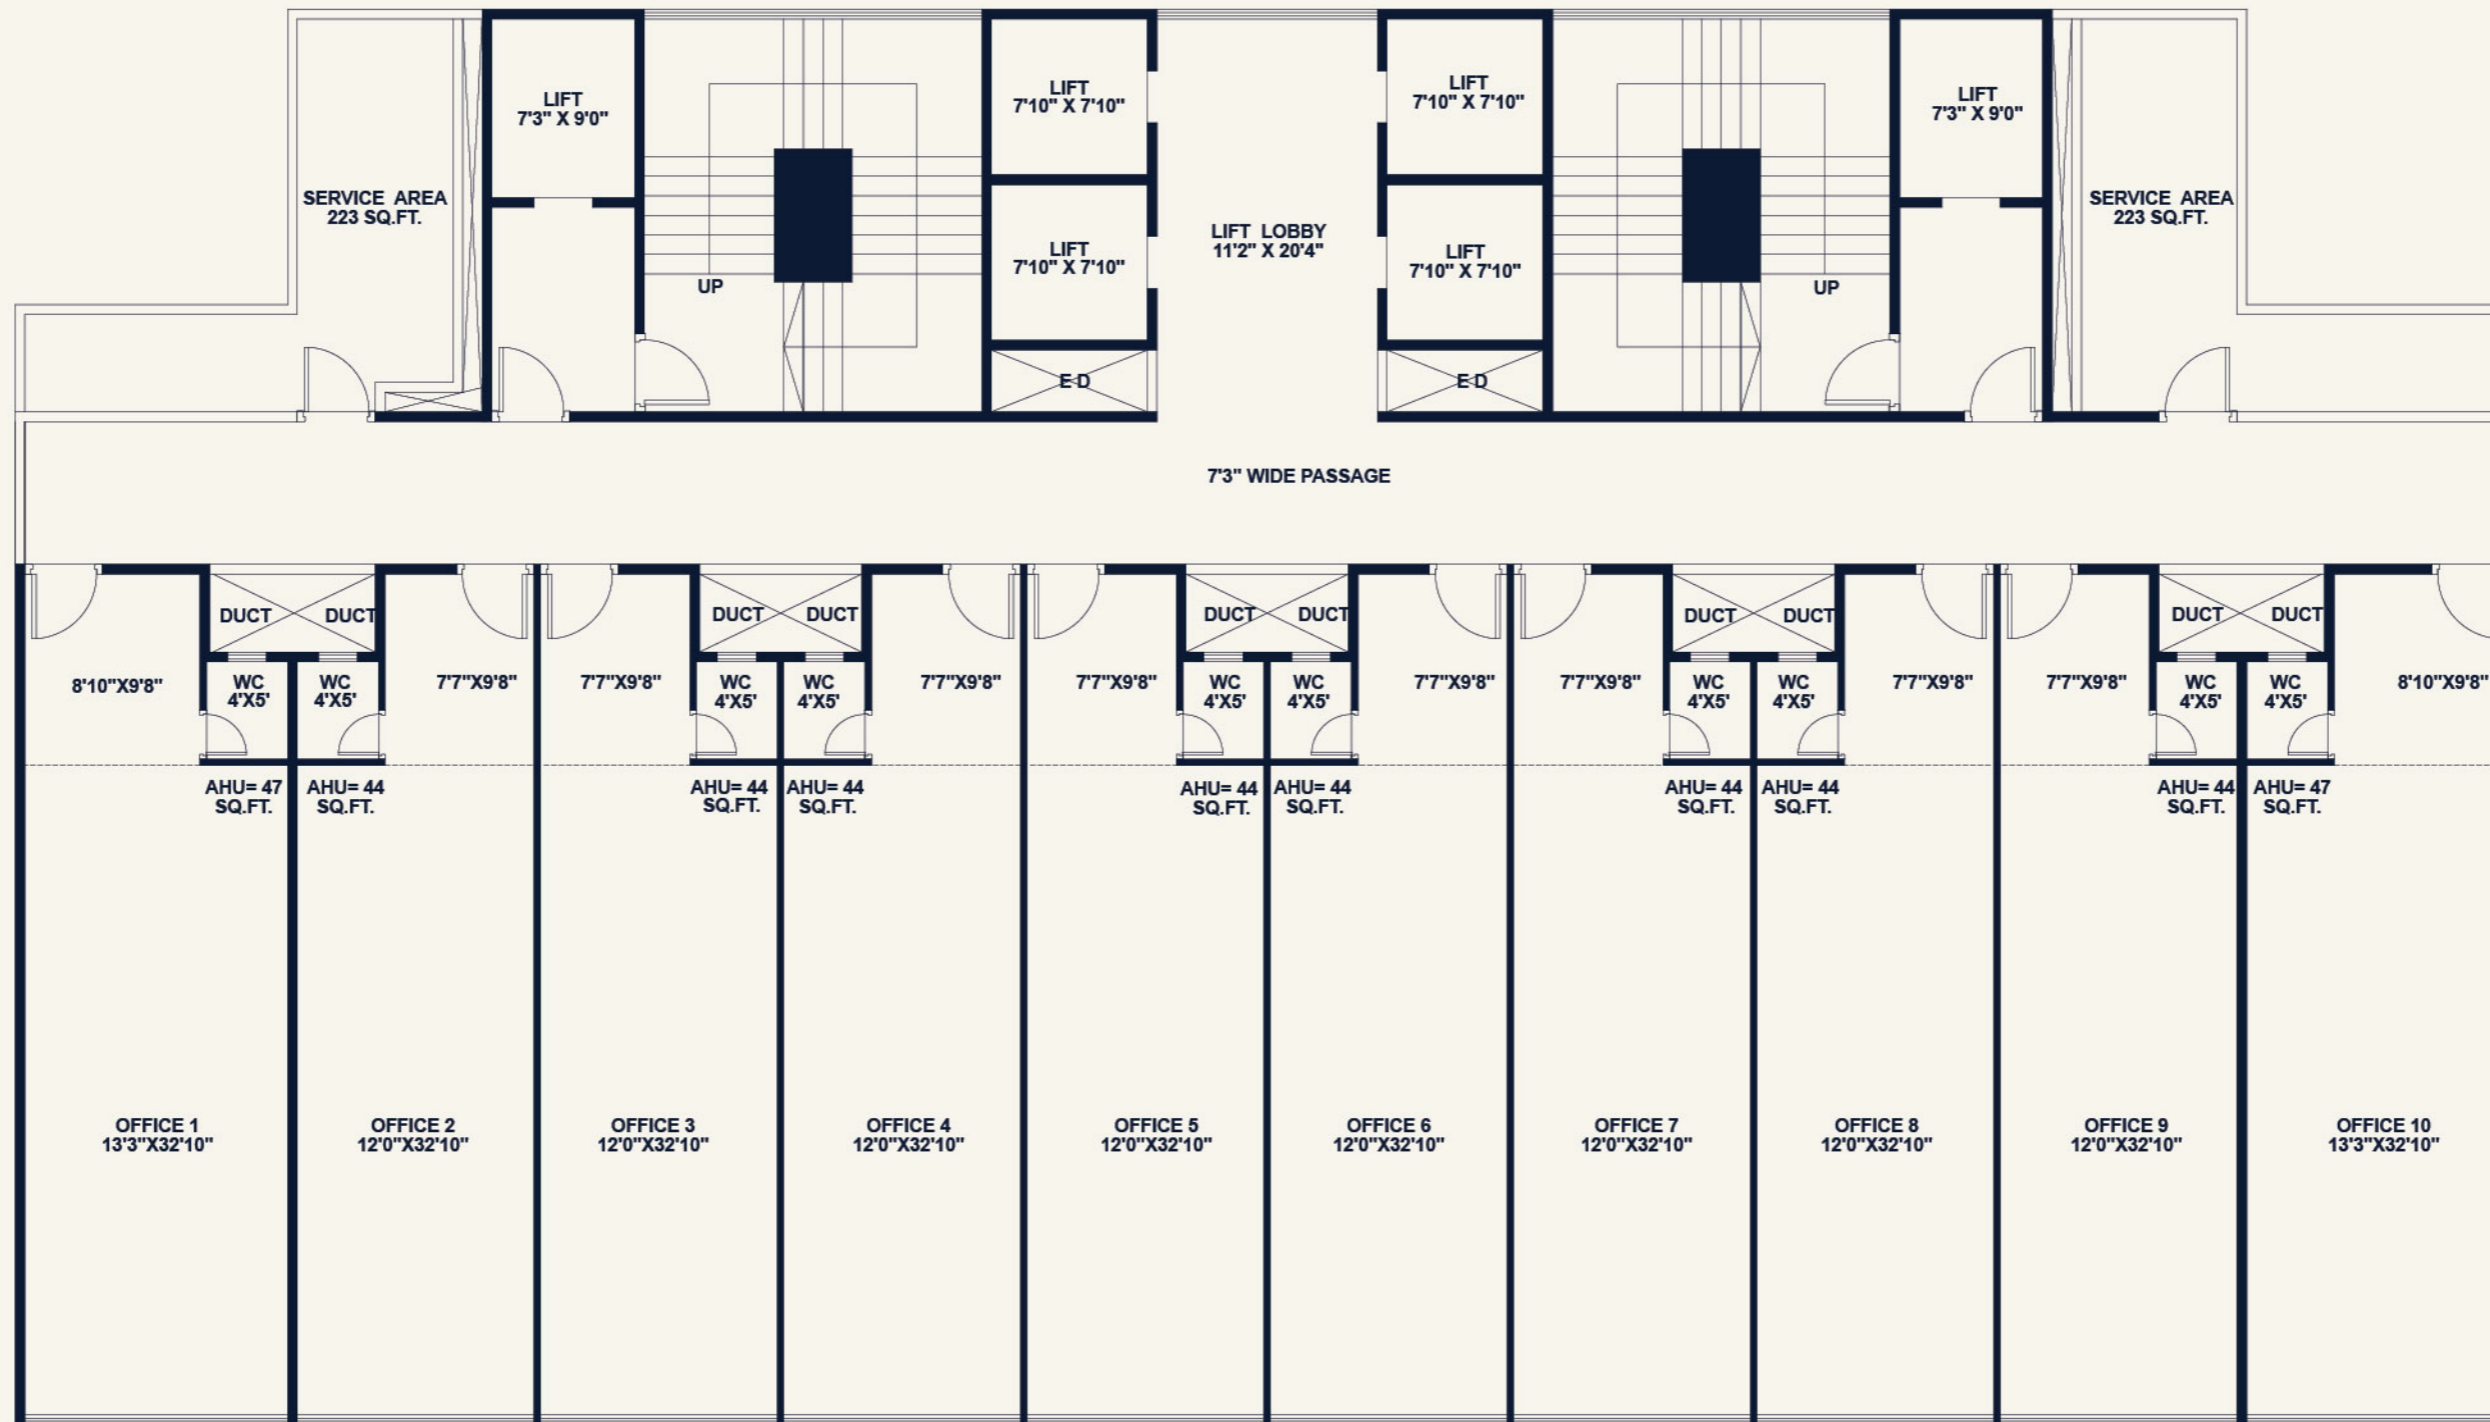 LIFT
7'3" X 9'0"
LIFT
7'10" X 7'10"
LIFT
7'10" X 7'10"
LIFT
7'3" X 9'0"
SERVICE AREA
223 SQ.FT.
LIFT
7'10" X 7'10"
LIFT LOBBY
11'2" X 20'4"
LIFT
7'10" X 7'10"
SERVICE AREA
223 SQ.FT.
UP
UP
E D
E D
7'3" WIDE PASSAGE
DUCT
DUCT
DUCT
DUCT
DUCT
DUCT
DUCT
DUCT
DUCT
DUCT
8'10"X9'8"
WC
4'X5'
WC
4'X5'
7'7"X9'8"
7'7"X9'8"
WC
4'X5'
WC
4'X5'
7'7"X9'8"
7'7"X9'8"
WC
4'X5'
WC
4'X5'
7'7"X9'8"
7'7"X9'8"
WC
4'X5'
WC
4'X5'
7'7"X9'8"
7'7"X9'8"
WC
4'X5'
WC
4'X5'
8'10"X9'8"
AHU= 47
SQ.FT.
AHU= 44
SQ.FT.
AHU= 44
SQ.FT.
AHU= 44
SQ.FT.
AHU= 44
SQ.FT.
AHU= 44
SQ.FT.
AHU= 44
SQ.FT.
AHU= 44
SQ.FT.
AHU= 44
SQ.FT.
AHU= 47
SQ.FT.
OFFICE 1
13'3"X32'10"
OFFICE 2
12'0"X32'10"
OFFICE 3
12'0"X32'10"
OFFICE 4
12'0"X32'10"
OFFICE 5
12'0"X32'10"
OFFICE 6
12'0"X32'10"
OFFICE 7
12'0"X32'10"
OFFICE 8
12'0"X32'10"
OFFICE 9
12'0"X32'10"
OFFICE 10
13'3"X32'10"